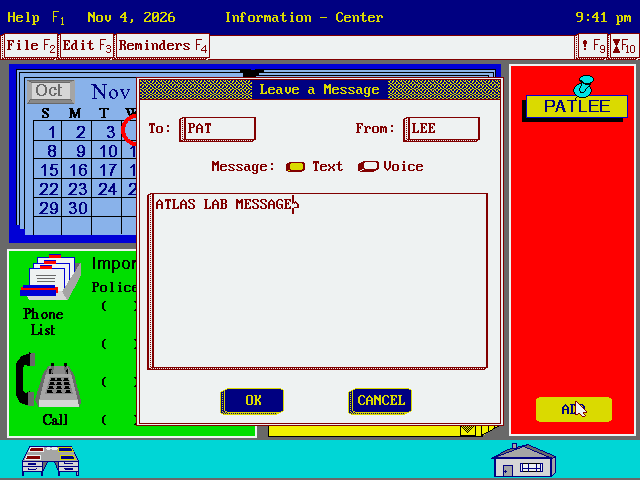 Help F1 Nov 4, 2026 Information - Center 9:41 pm
File F2 Edit F3 Reminders F4 ! F9 F10
Oct Nov
Leave a Message
S M T
1 2 3
8 9 10
15 16 17
22 23 24
29 30
To: PAT From: LEE
Message: Text Voice
ATLAS LAB MESSAGE
OK CANCEL
PATLEE
Police
Phone
List
Call
( 
( 
( 
(